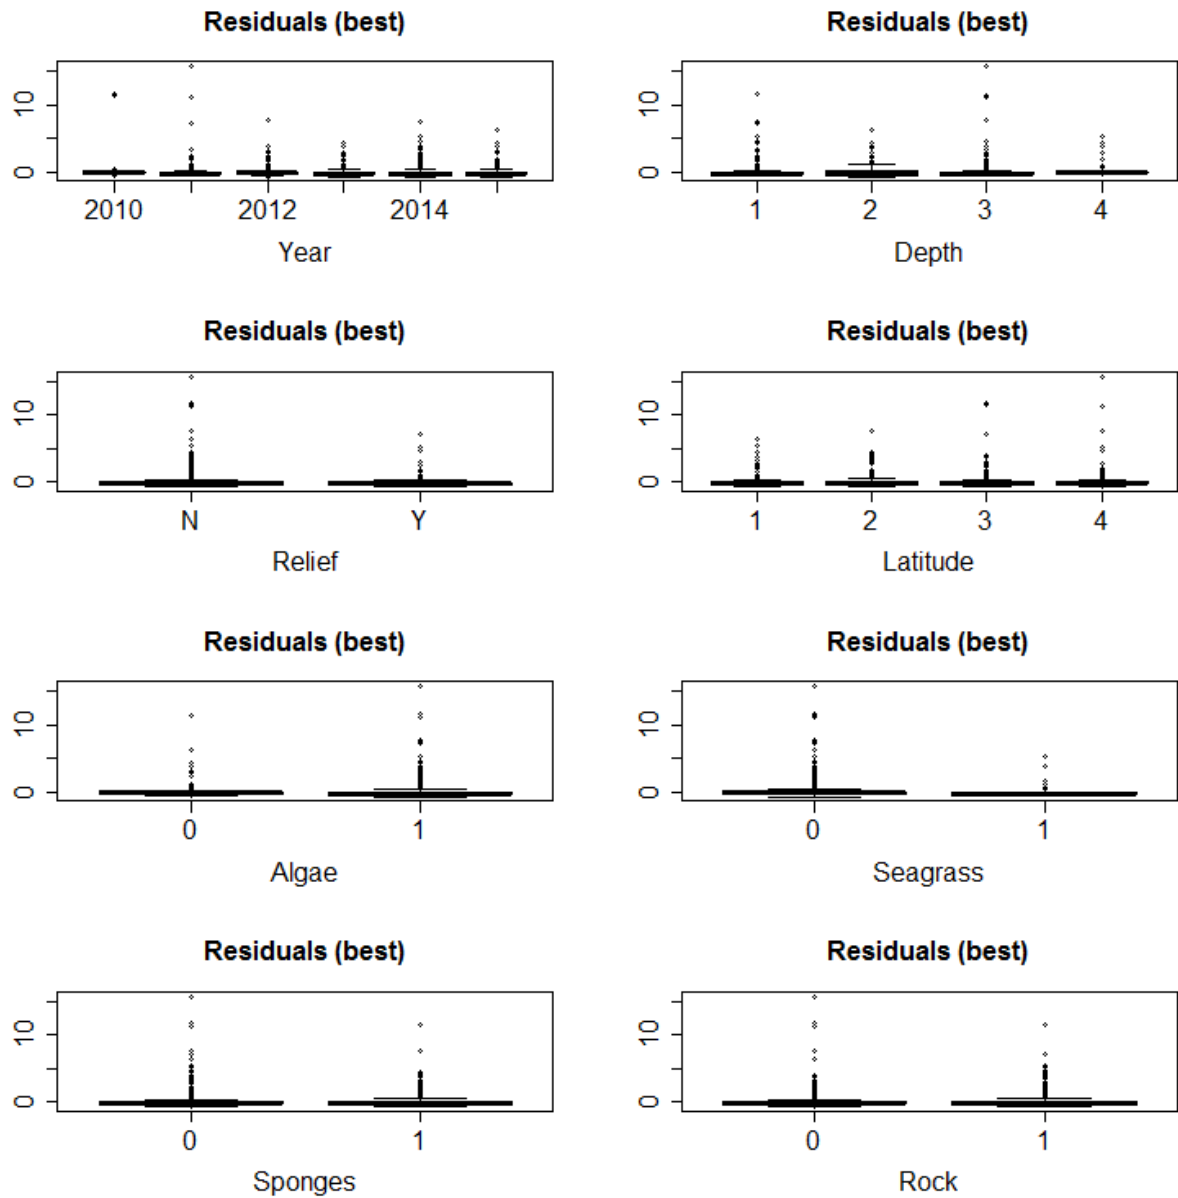 Residuals (best)
10
0
2010 2012 2014
Year
Residuals (best)
10
0
1 2 3 4
Depth
Residuals (best)
10
0
N Y
Relief
Residuals (best)
10
0
1 2 3 4
Latitude
Residuals (best)
10
0
0 1
Algae
Residuals (best)
10
0
0 1
Seagrass
Residuals (best)
10
0
0 1
Sponges
Residuals (best)
10
0
0 1
Rock